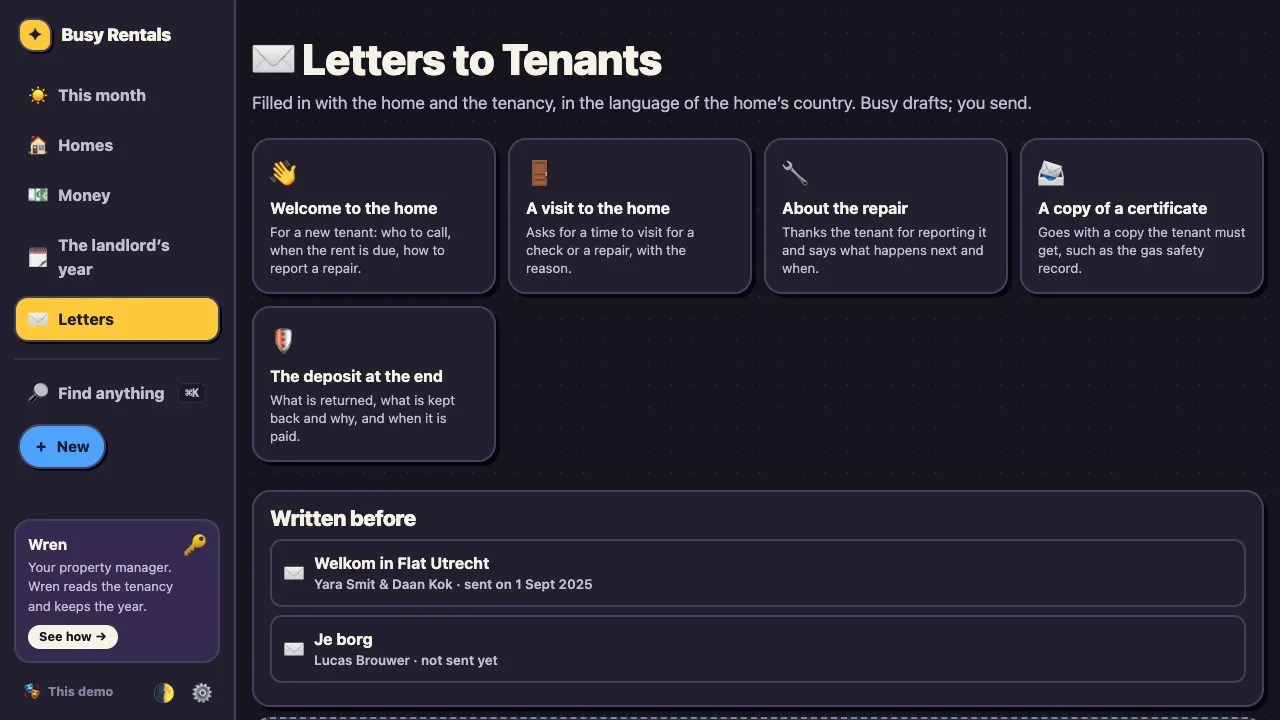 Busy Rentals
This month
Homes
Money
The landlord’s
year
Letters
Find anything ⌘K
+ New
Wren
Your property manager.
Wren reads the tenancy
and keeps the year.
See how →
This demo
Letters to Tenants
Filled in with the home and the tenancy, in the language of the home’s country. Busy drafts; you send.
Welcome to the home
For a new tenant: who to call,
when the rent is due, how to
report a repair.
A visit to the home
Asks for a time to visit for a
check or a repair, with the
reason.
About the repair
Thanks the tenant for reporting it
and says what happens next and
when.
A copy of a certificate
Goes with a copy the tenant must
get, such as the gas safety
record.
The deposit at the end
What is returned, what is kept
back and why, and when it is
paid.
Written before
Welkom in Flat Utrecht
Yara Smit & Daan Kok · sent on 1 Sept 2025
Je borg
Lucas Brouwer · not sent yet